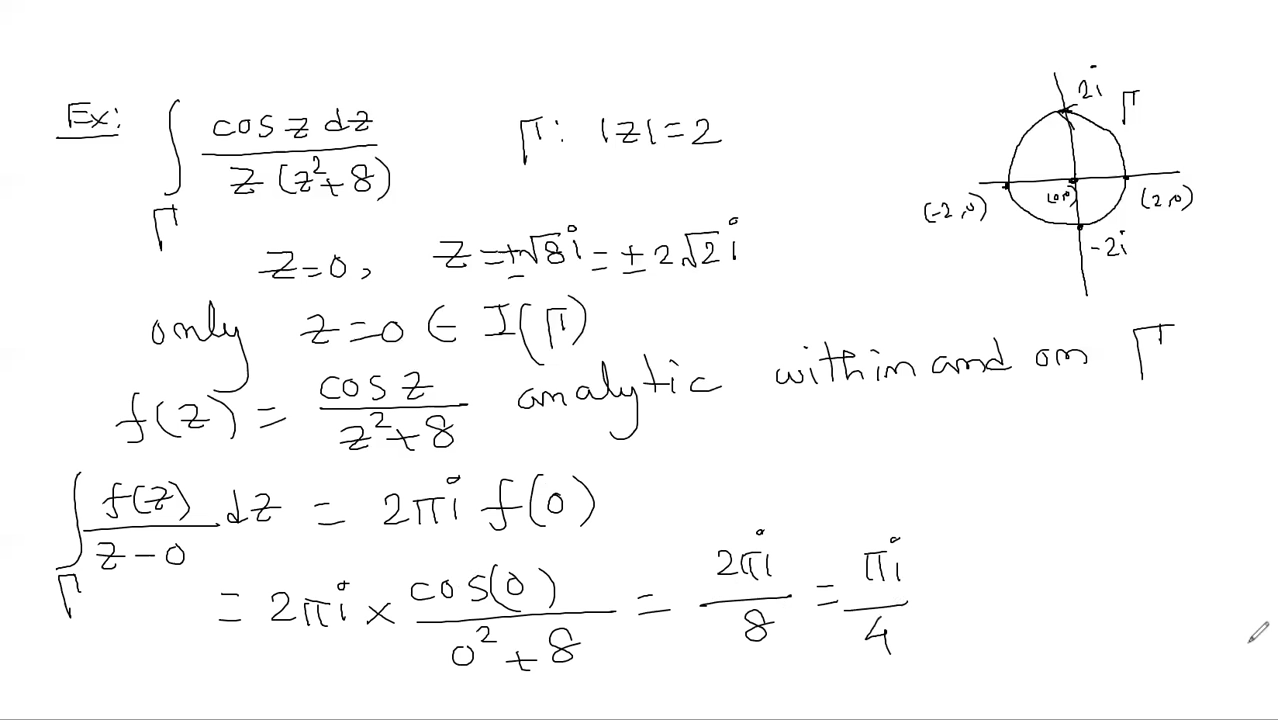 Ex: ∫_Γ cos z dz / z (z²+8)    Γ: |z| = 2
z = 0, z = ±√8 i = ± 2√2 i
only z = 0 ∈ I(Γ)
f(z) = cos z / z²+8 analytic within and on Γ
∫_Γ f(z) / z − 0 dz = 2πi f(0)
= 2πi × cos(0) / 0²+8 = 2πi / 8 = πi / 4
2i
Γ
(-2,0)
(0,0)
(2,0)
-2i